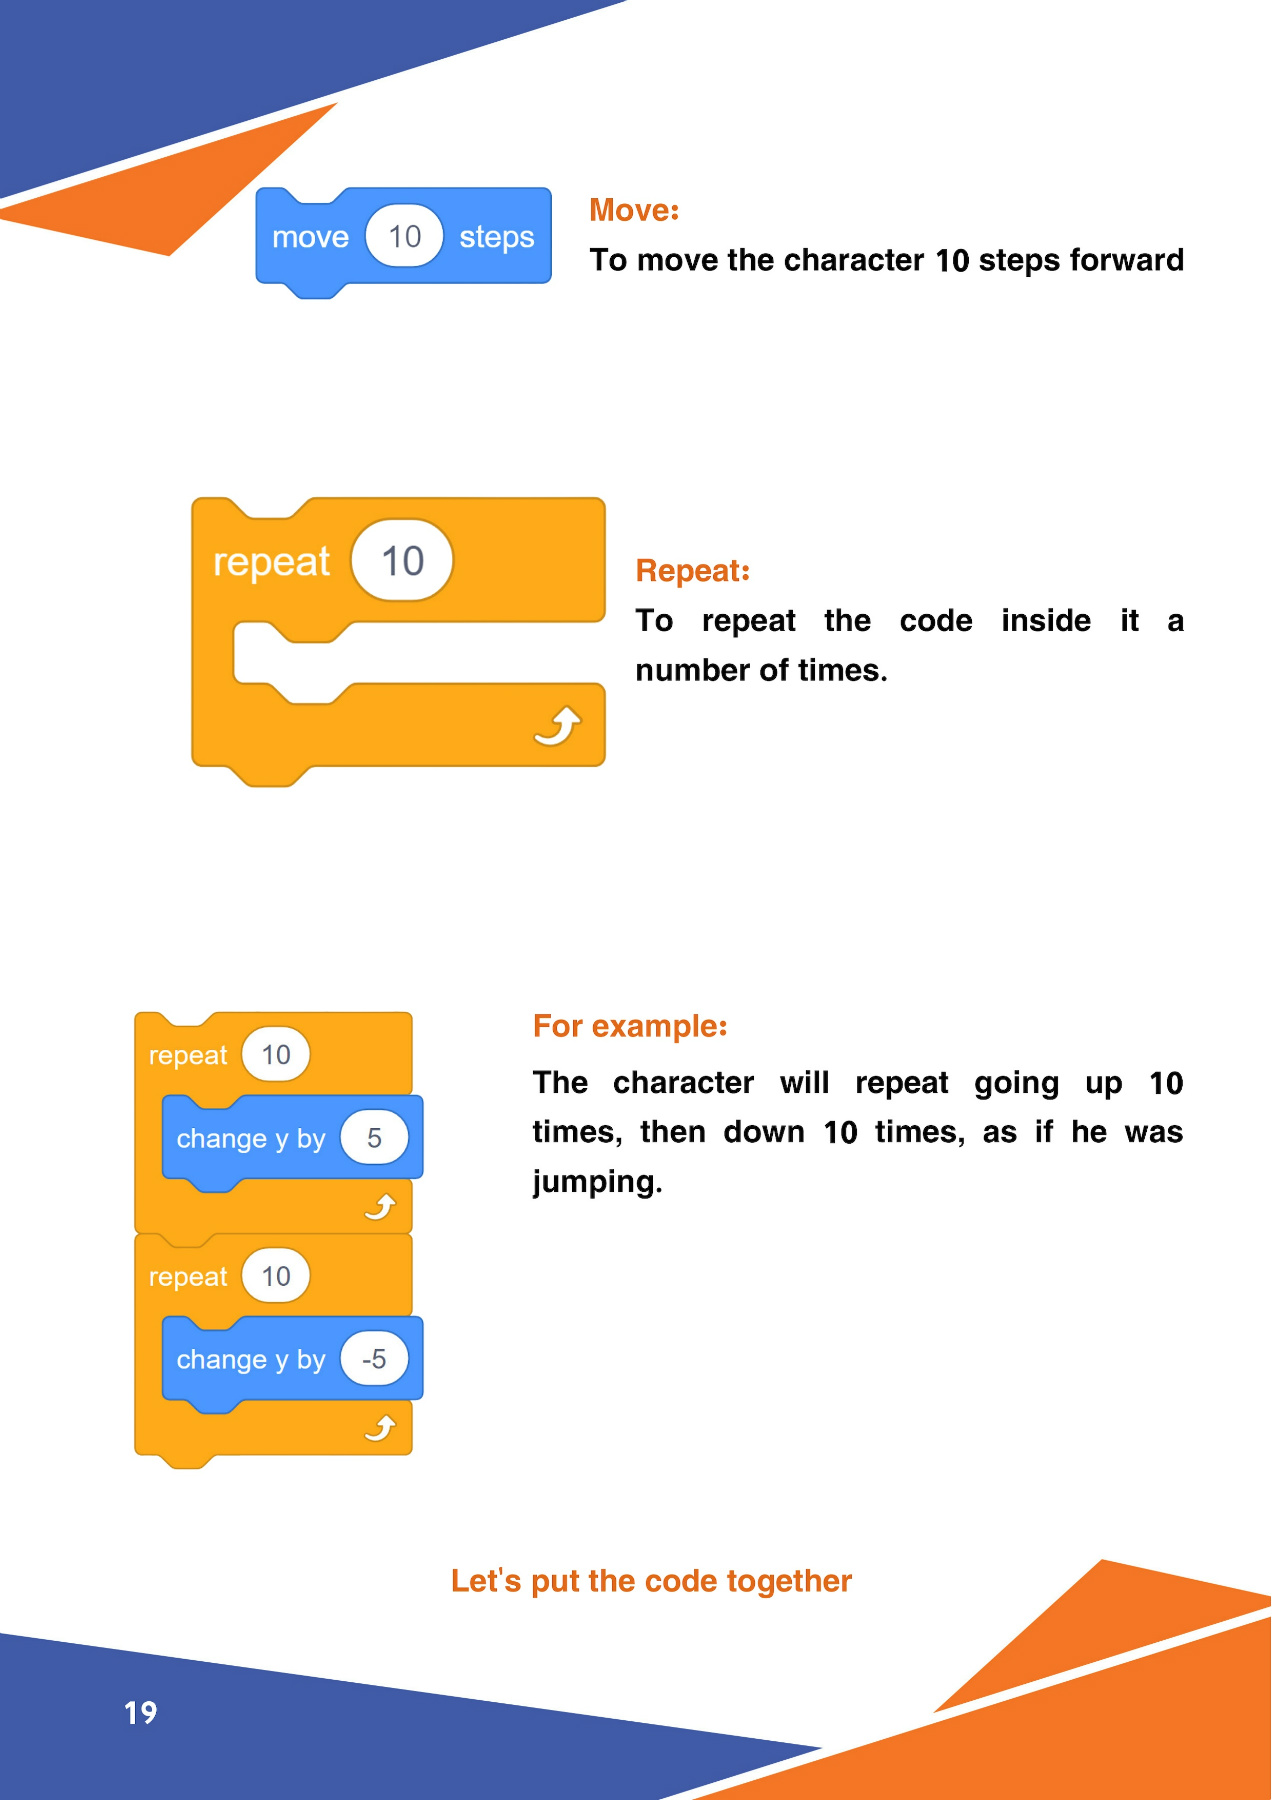 move 10 steps
Move:
To move the character 10 steps forward
repeat 10
Repeat:
To repeat the code inside it a
number of times.
repeat 10
change y by 5
repeat 10
change y by -5
For example:
The character will repeat going up 10
times, then down 10 times, as if he was
jumping.
Let's put the code together
19